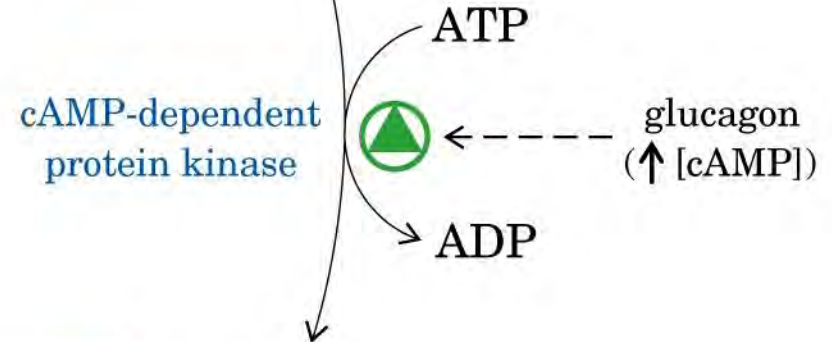 ATP
cAMP-dependent
protein kinase
glucagon
(↑ [cAMP])
ADP